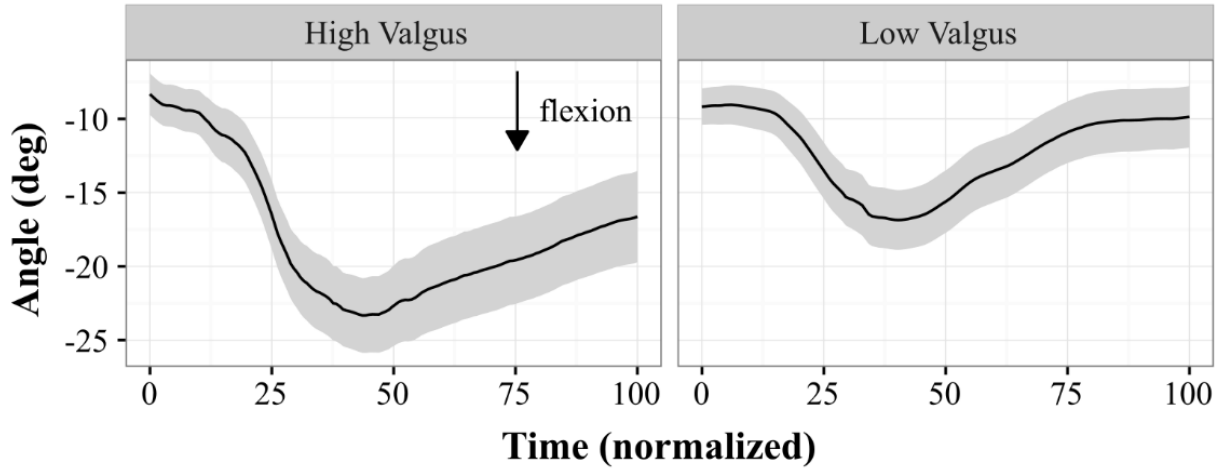 High Valgus
Low Valgus
flexion
Angle (deg)
-10
-15
-20
-25
0 25 50 75 100
0 25 50 75 100
Time (normalized)